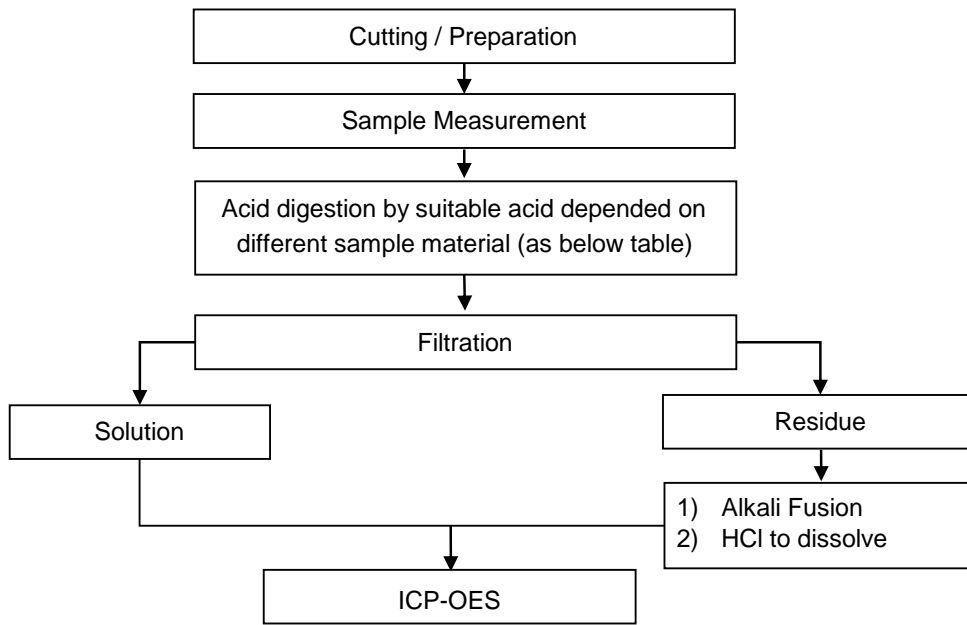 Cutting / Preparation
Sample Measurement
Acid digestion by suitable acid depended on
different sample material (as below table)
Filtration
Solution
Residue
1) Alkali Fusion
2) HCl to dissolve
ICP-OES